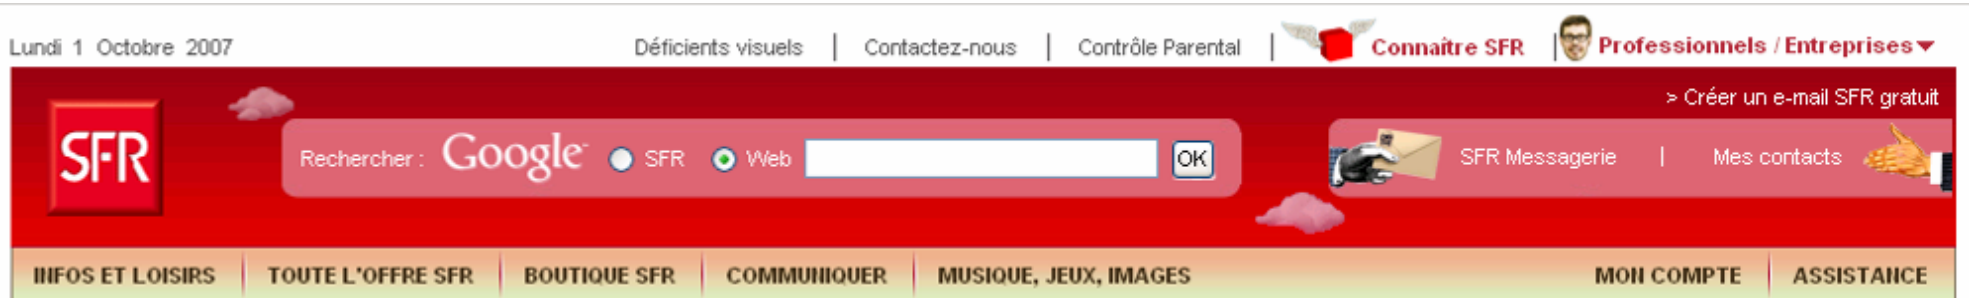 Lundi 1 Octobre 2007 Déficients visuels | Contactez-nous | Contrôle Parental | Connaître SFR | Professionnels / Entreprises
> Créer un e-mail SFR gratuit
SFR Rechercher : Google SFR Web OK SFR Messagerie | Mes contacts
INFOS ET LOISIRS TOUTE L'OFFRE SFR BOUTIQUE SFR COMMUNIQUER MUSIQUE, JEUX, IMAGES MON COMPTE ASSISTANCE